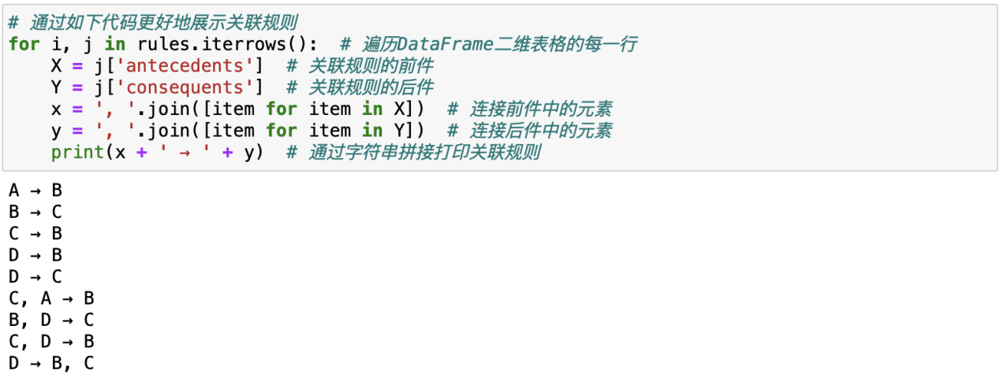 # 通过如下代码更好地展示关联规则
for i, j in rules.iterrows():  # 遍历DataFrame二维表格的每一行
    X = j['antecedents']  # 关联规则的前件
    Y = j['consequents']  # 关联规则的后件
    x = ', '.join([item for item in X])  # 连接前件中的元素
    y = ', '.join([item for item in Y])  # 连接后件中的元素
    print(x + ' → ' + y)  # 通过字符串拼接打印关联规则
A → B
B → C
C → B
D → B
D → C
C, A → B
B, D → C
C, D → B
D → B, C